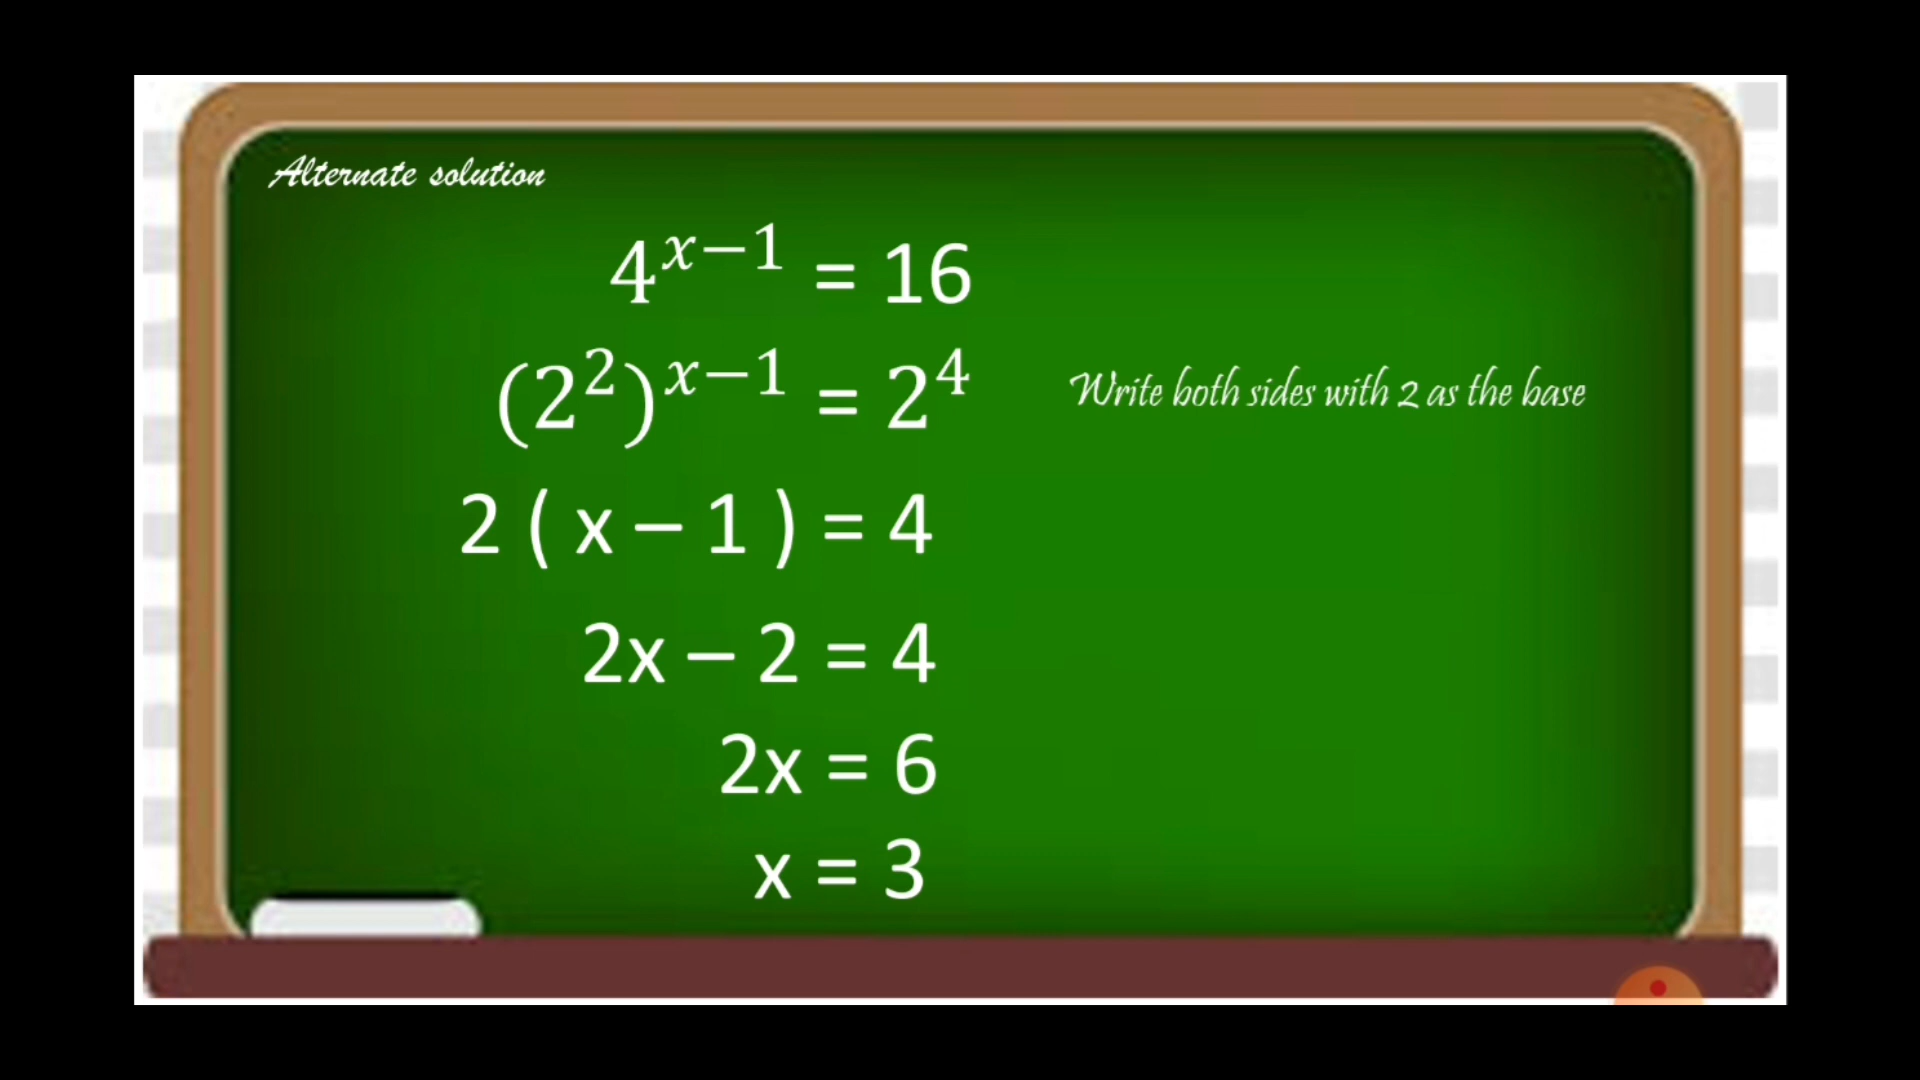 Alternate solution
4^{x−1} = 16
(2^2)^{x−1} = 2^4
Write both sides with 2 as the base
2 ( x – 1 ) = 4
2x – 2 = 4
2x = 6
x = 3